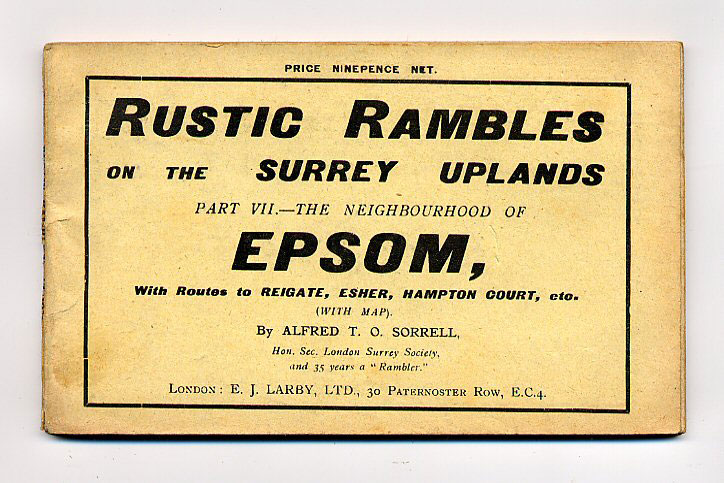 PRICE NINEPENCE NET.
RUSTIC RAMBLES
ON THE SURREY UPLANDS
PART VII.—THE NEIGHBOURHOOD OF
EPSOM,
With Routes to REIGATE, ESHER, HAMPTON COURT, etc.
(WITH MAP).
By ALFRED T. O. SORRELL,
Hon. Sec. London Surrey Society,
and 35 years a "Rambler."
LONDON: E. J. LARBY, LTD., 30 PATERNOSTER ROW, E.C.4.